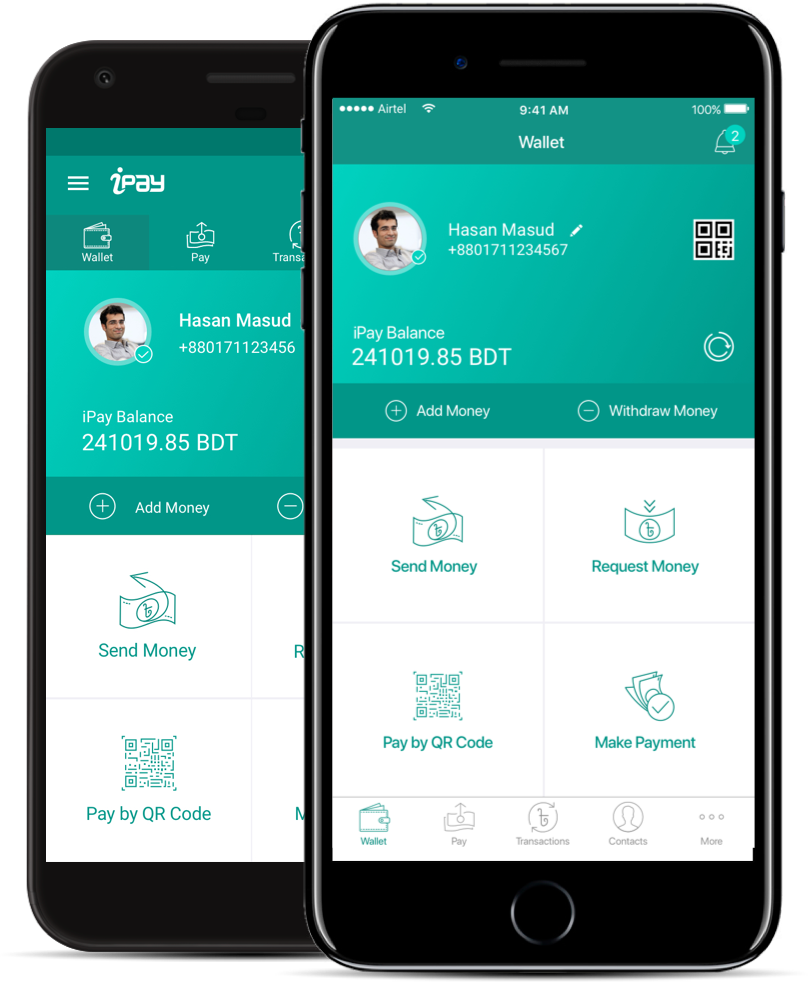 iPay
Wallet
Pay
Transa
Hasan Masud
+880171123456
iPay Balance
241019.85 BDT
Add Money
Send Money
R
Pay by QR Code
M
Airtel
9:41 AM
100%
Wallet
2
Hasan Masud
+8801711234567
iPay Balance
241019.85 BDT
Add Money
Withdraw Money
Send Money
Request Money
Pay by QR Code
Make Payment
Wallet
Pay
Transactions
Contacts
More